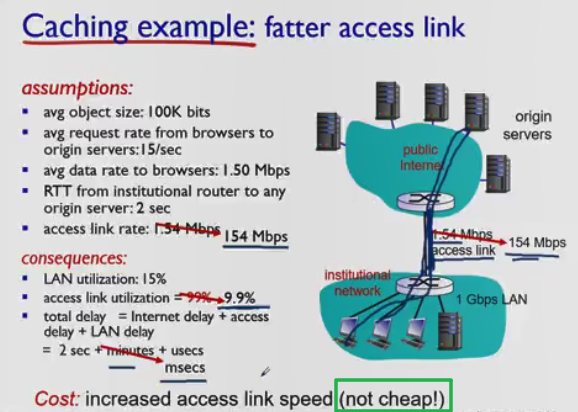 Caching example: fatter access link
assumptions:
▪ avg object size: 100K bits
▪ avg request rate from browsers to
origin servers:15/sec
▪ avg data rate to browsers: 1.50 Mbps
▪ RTT from institutional router to any
origin server: 2 sec
▪ access link rate: 1.54 Mbps
154 Mbps
consequences:
▪ LAN utilization: 15%
▪ access link utilization = 99% 9.9%
▪ total delay = Internet delay + access
delay + LAN delay
= 2 sec + minutes + usecs
msecs
origin
servers
public
Internet
1.54 Mbps
154 Mbps
access link
institutional
network
1 Gbps LAN
Cost: increased access link speed (not cheap!)